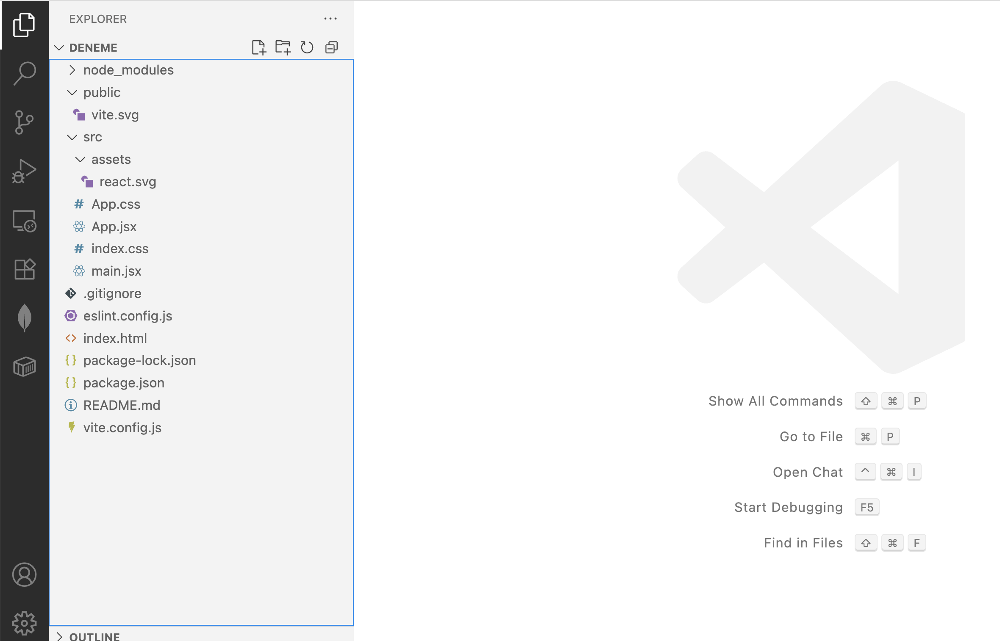 EXPLORER
DENEME
node_modules
public
vite.svg
src
assets
react.svg
# App.css
App.jsx
# index.css
main.jsx
.gitignore
eslint.config.js
<> index.html
{} package-lock.json
{} package.json
README.md
vite.config.js
OUTLINE
Show All Commands ⇧ ⌘ P
Go to File ⌘ P
Open Chat ^ ⌘ I
Start Debugging F5
Find in Files ⇧ ⌘ F